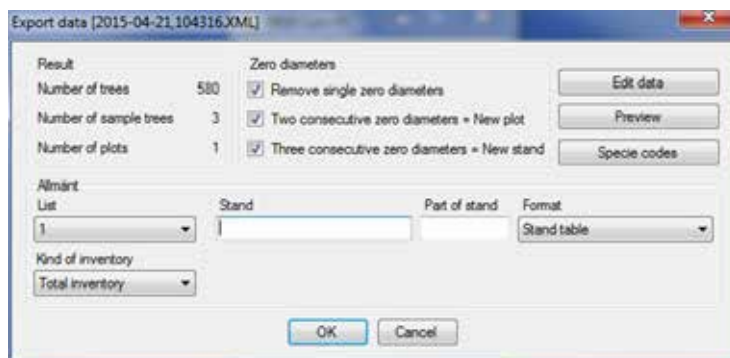 Export data [2015-04-21,104316.XML]
Result
Number of trees 580
Number of sample trees 3
Number of plots 1
Zero diameters
Remove single zero diameters
Two consecutive zero diameters = New plot
Three consecutive zero diameters = New stand
Edit data
Preview
Specie codes
Allmänt
List
1
Stand
Part of stand
Format
Stand table
Kind of inventory
Total inventory
OK
Cancel